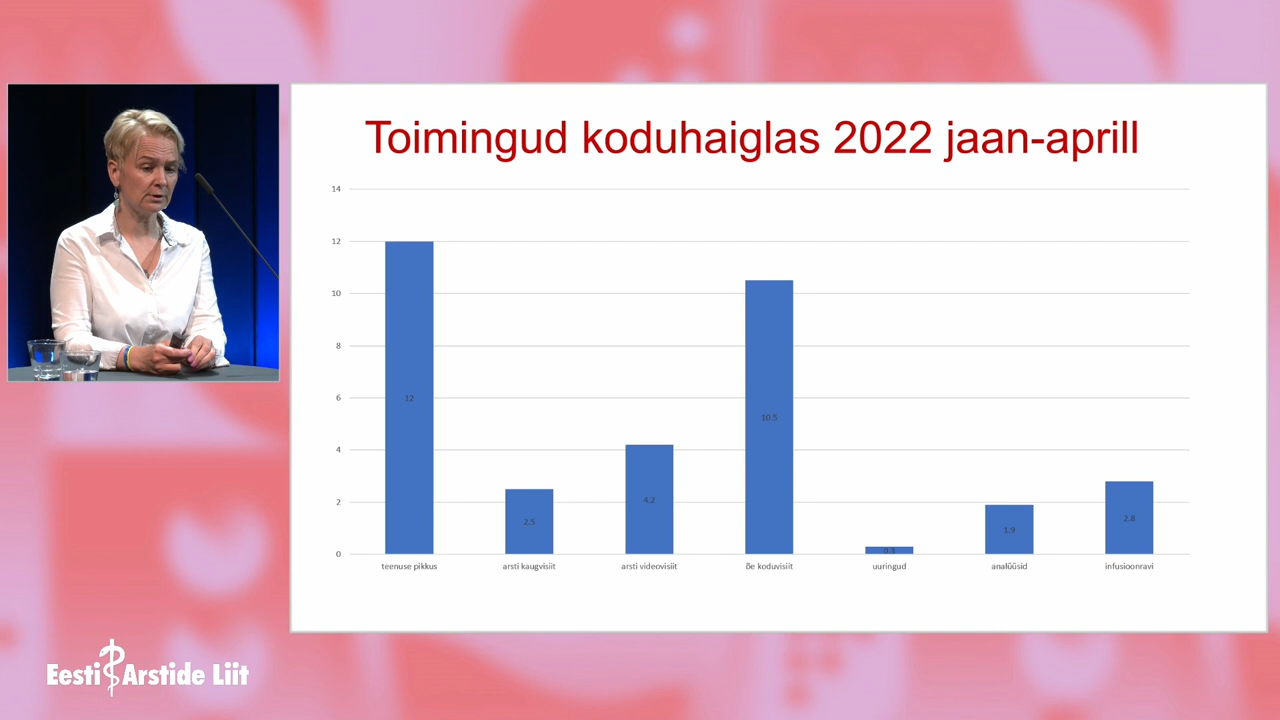 Toimingud koduhaiglas 2022 jaan-aprill
14
12
10
8
6
4
2
0
12
2.5
4.2
10.5
0.3
1.9
2.8
teenuse pikkus
arsti kaugvisiit
arsti videovisiit
õe koduvisiit
uuringud
analüüsid
infusioonravi
Eesti Arstide Liit